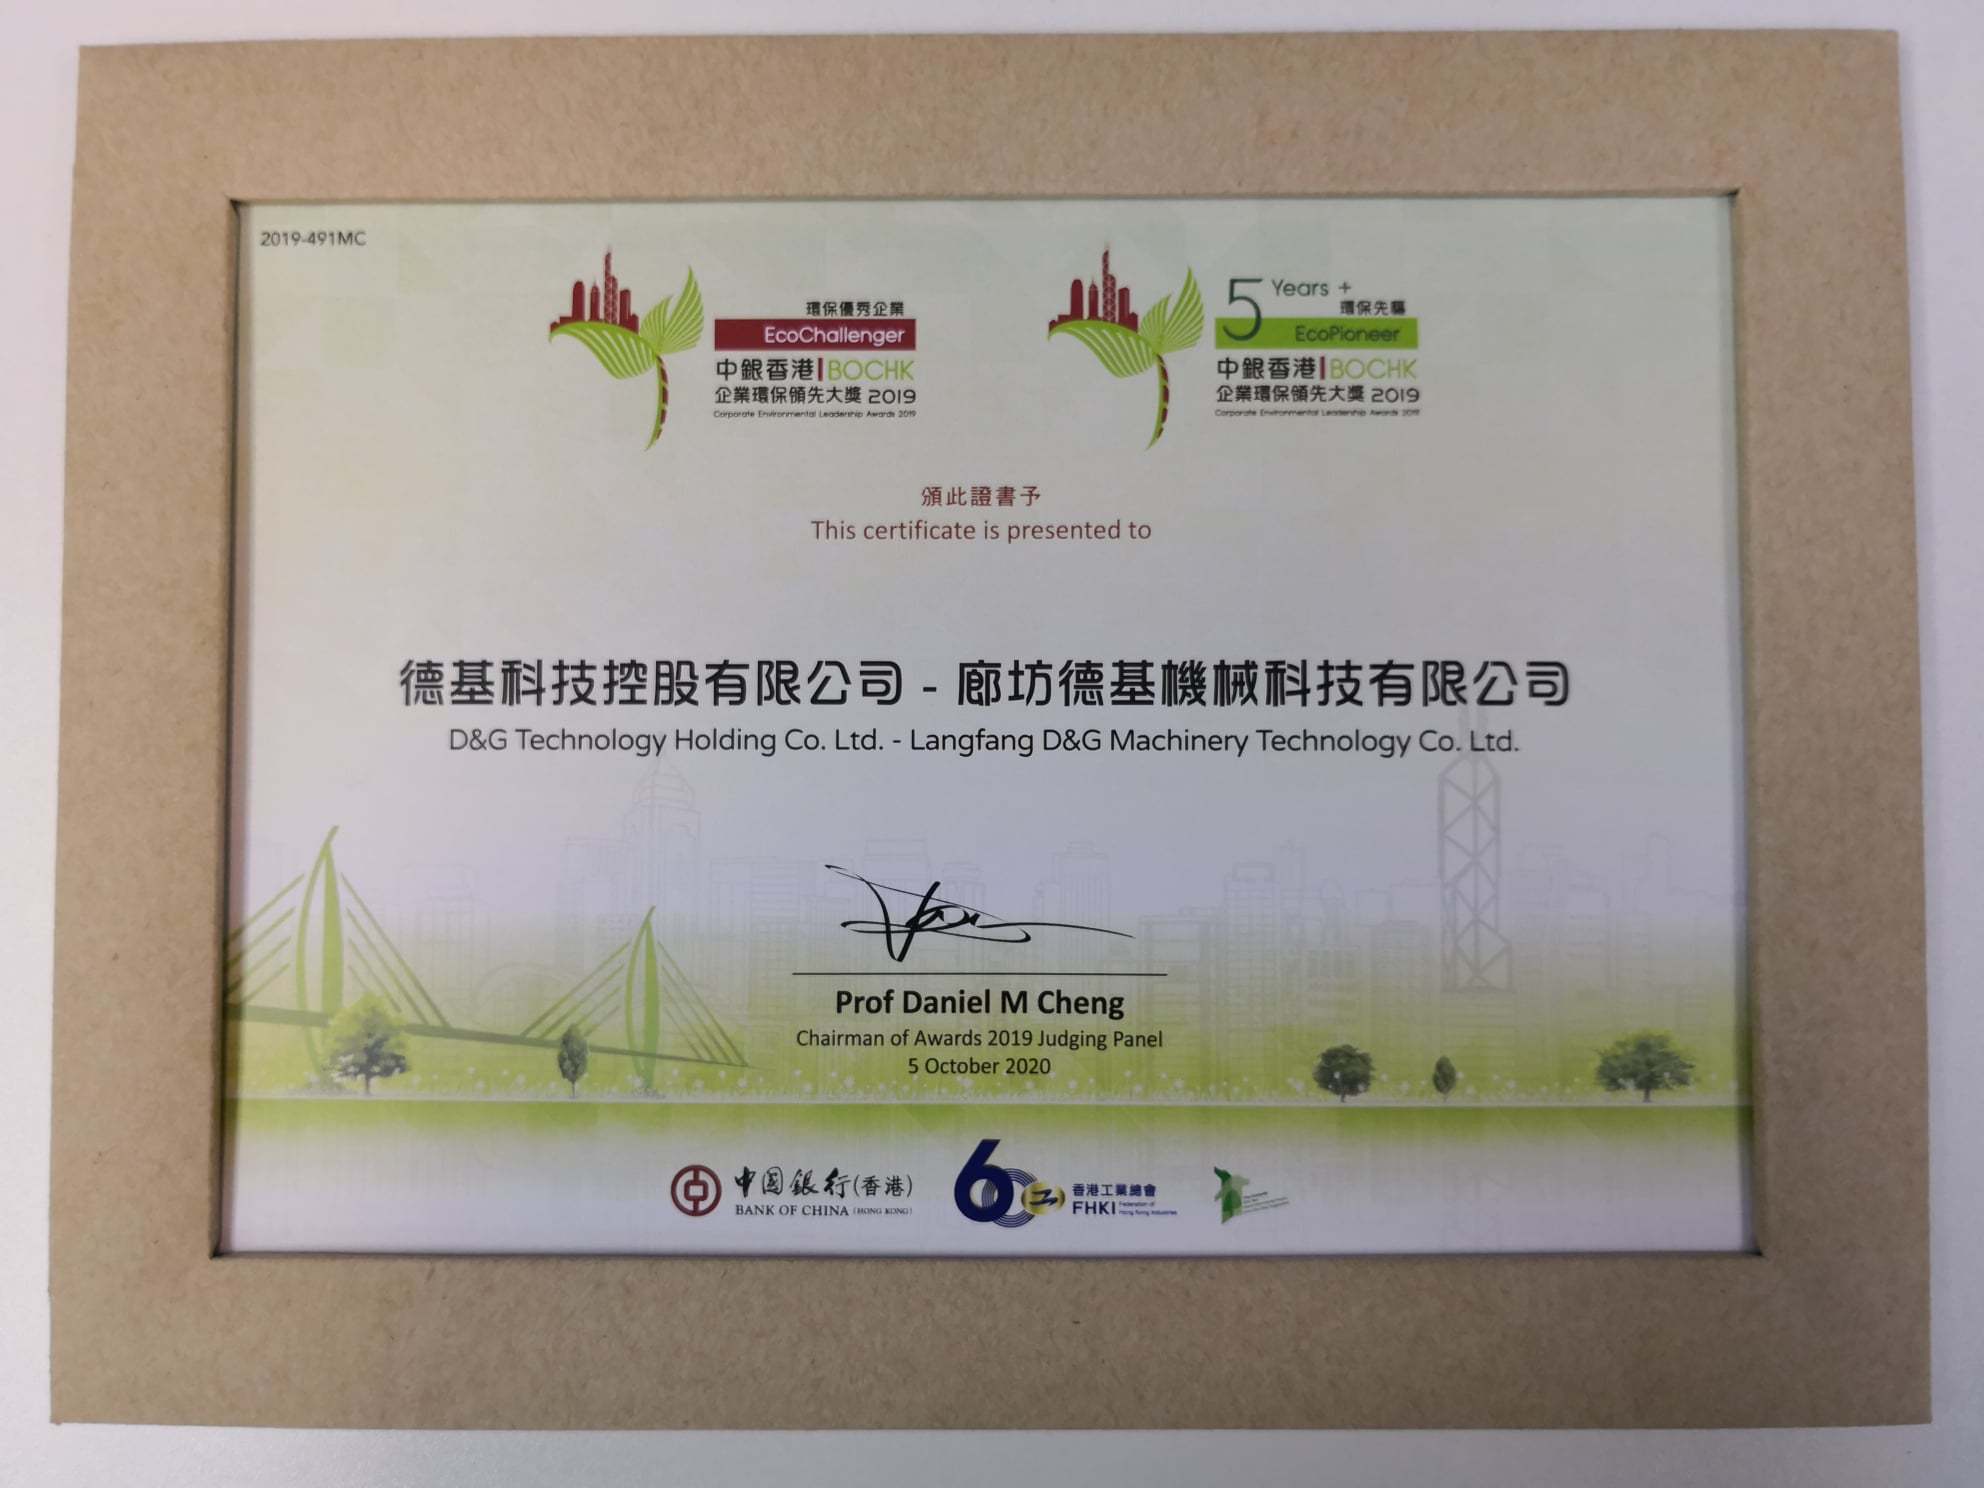 2019-491MC
環保優秀企業
EcoChallenger
中銀香港 BOCHK
企業環保領先大獎 2019
Corporate Environmental Leadership Awards 2019
5 Years +
環保先驅
EcoPioneer
中銀香港 BOCHK
企業環保領先大獎 2019
Corporate Environmental Leadership Awards 2019
頒此證書予
This certificate is presented to
德基科技控股有限公司 - 廊坊德基機械科技有限公司
D&G Technology Holding Co. Ltd. - Langfang D&G Machinery Technology Co. Ltd.
Prof Daniel M Cheng
Chairman of Awards 2019 Judging Panel
5 October 2020
中國銀行(香港)
BANK OF CHINA (HONG KONG)
60
香港工業總會
FHKI Federation of
Hong Kong Industries